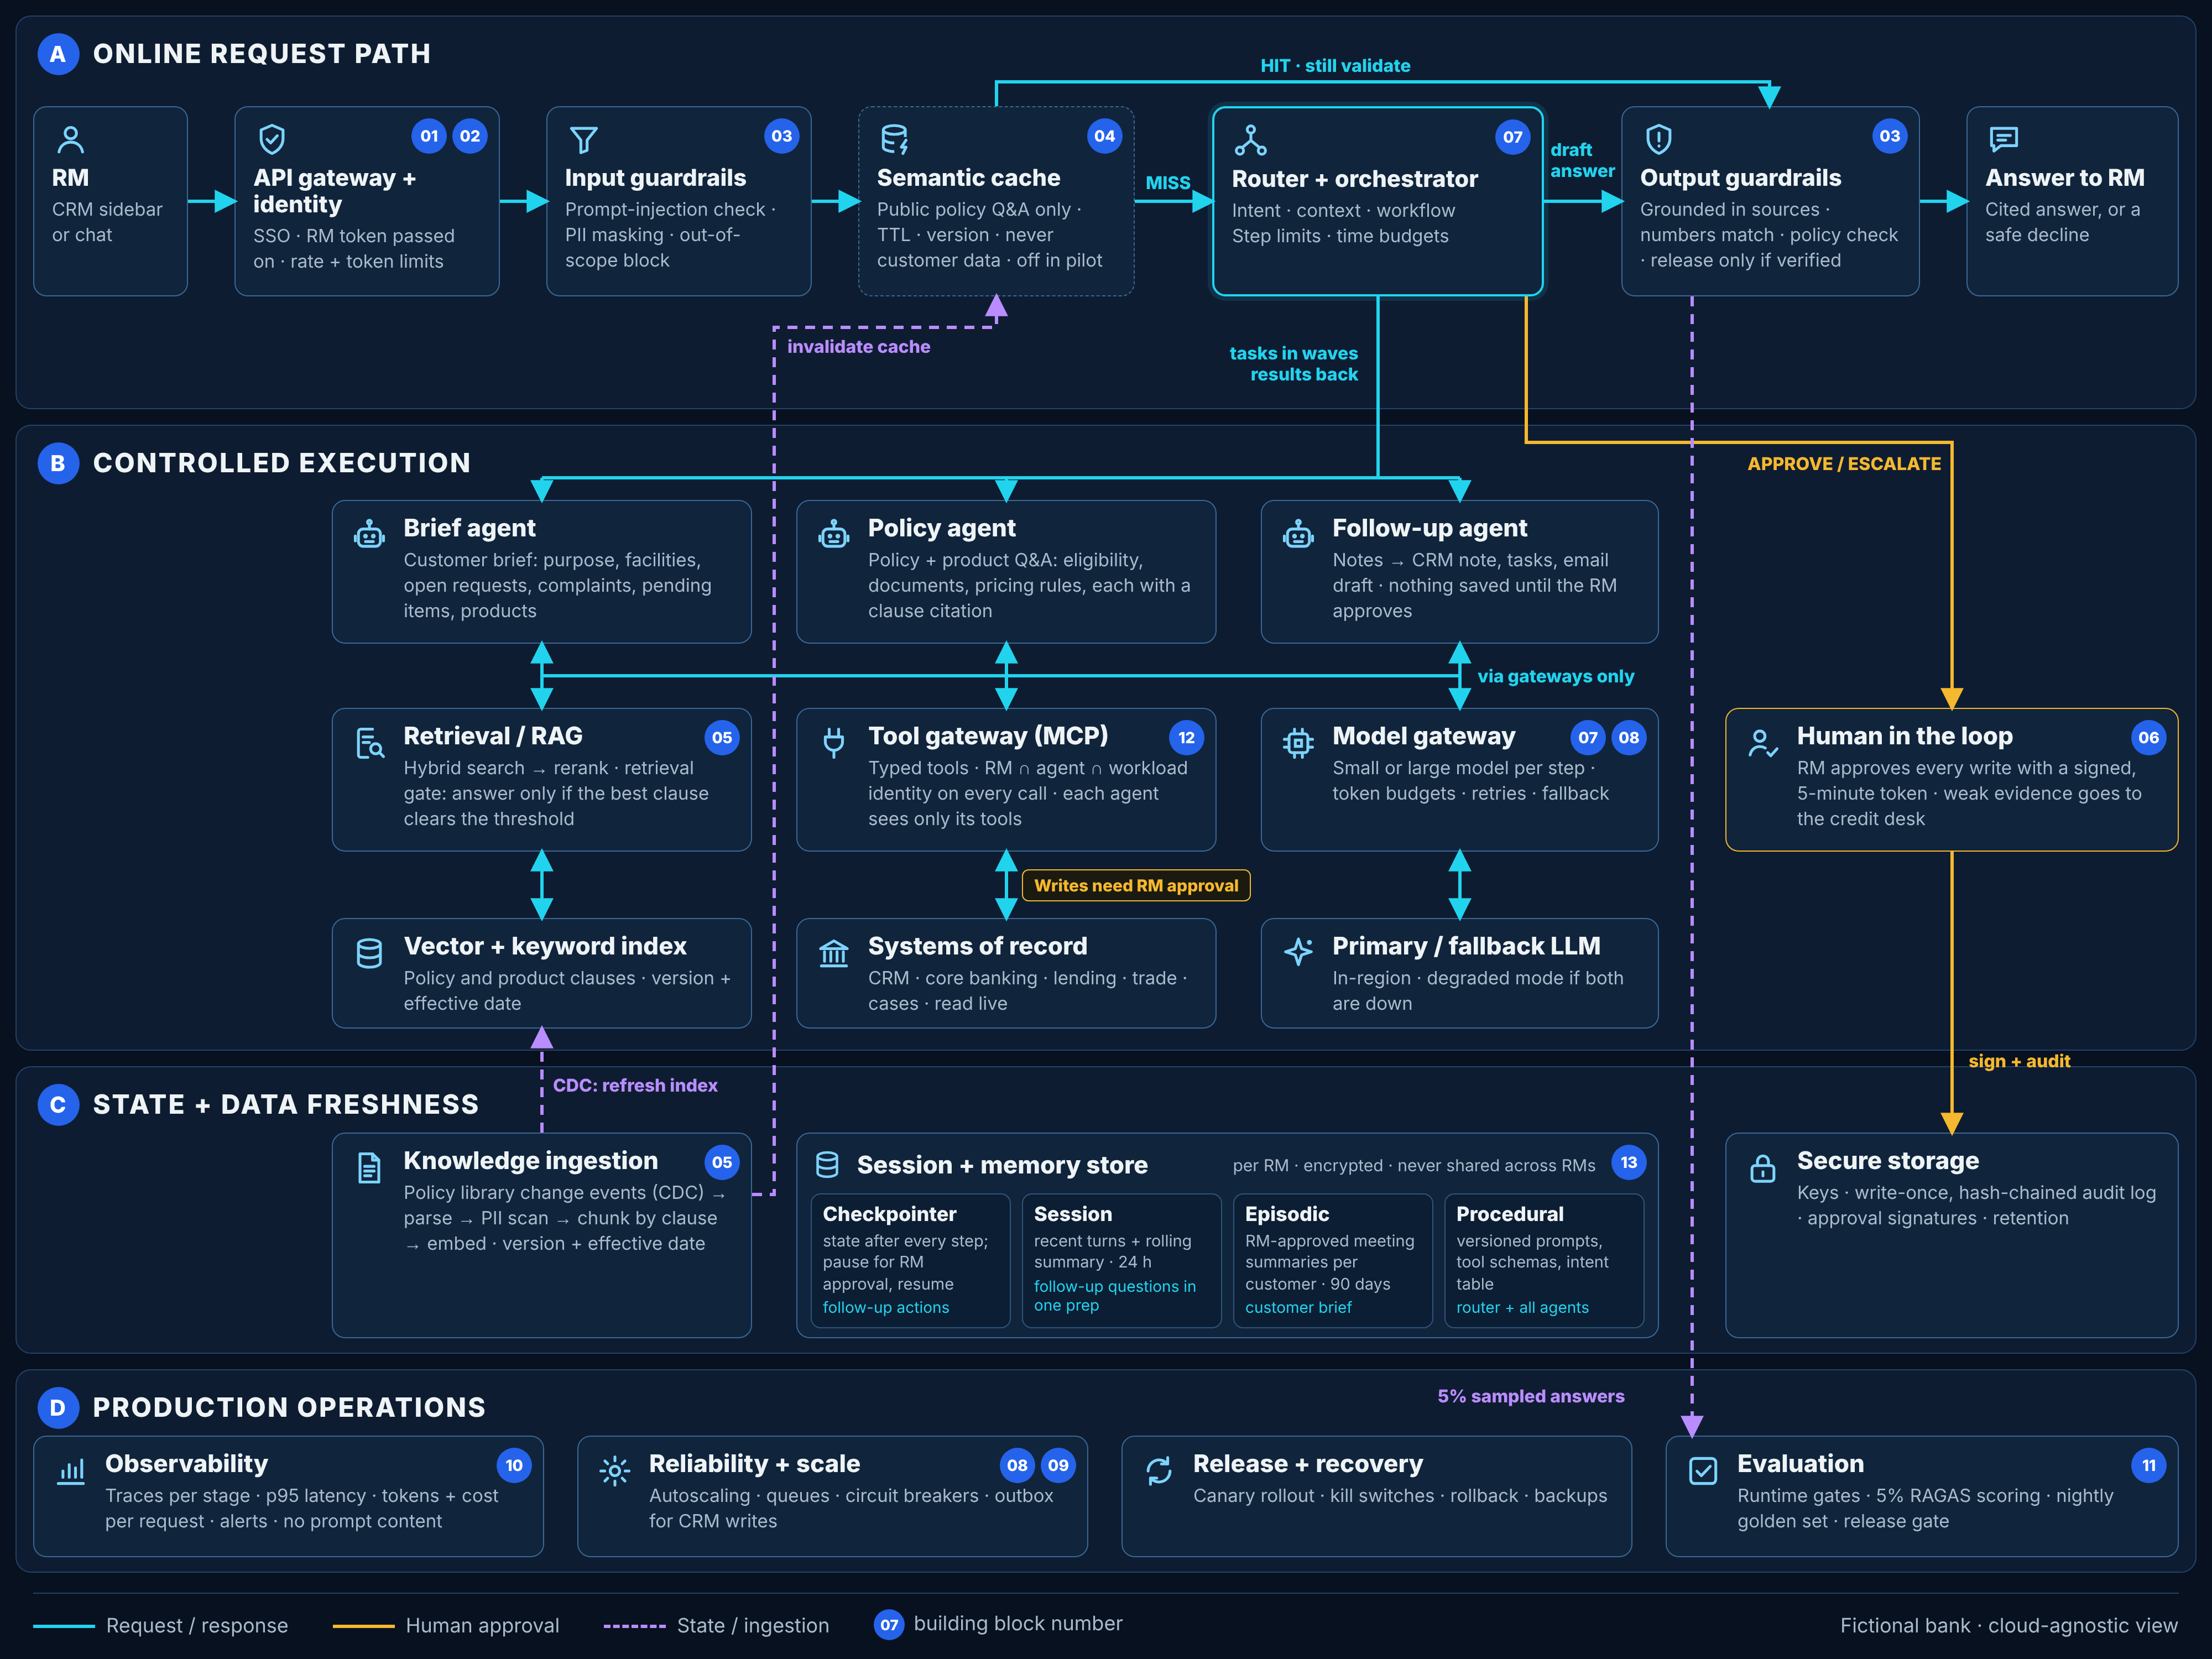 A ONLINE REQUEST PATH
HIT · still validate
RM
CRM sidebar
or chat
01 02
API gateway +
identity
SSO · RM token passed
on · rate + token limits
03
Input guardrails
Prompt-injection check ·
PII masking · out-of-
scope block
04
Semantic cache
Public policy Q&A only ·
TTL · version · never
customer data · off in pilot
MISS
07
Router + orchestrator
Intent · context · workflow
Step limits · time budgets
draft
answer
03
Output guardrails
Grounded in sources ·
numbers match · policy check
· release only if verified
Answer to RM
Cited answer, or a
safe decline
invalidate cache
tasks in waves
results back
B CONTROLLED EXECUTION
APPROVE / ESCALATE
Brief agent
Customer brief: purpose, facilities,
open requests, complaints, pending
items, products
Policy agent
Policy + product Q&A: eligibility,
documents, pricing rules, each with a
clause citation
Follow-up agent
Notes → CRM note, tasks, email
draft · nothing saved until the RM
approves
via gateways only
Retrieval / RAG 05
Hybrid search → rerank · retrieval
gate: answer only if the best clause
clears the threshold
Tool gateway (MCP) 12
Typed tools · RM ∩ agent ∩ workload
identity on every call · each agent
sees only its tools
Model gateway 07 08
Small or large model per step ·
token budgets · retries · fallback
Human in the loop 06
RM approves every write with a signed,
5-minute token · weak evidence goes to
the credit desk
Writes need RM approval
Vector + keyword index
Policy and product clauses · version +
effective date
Systems of record
CRM · core banking · lending · trade ·
cases · read live
Primary / fallback LLM
In-region · degraded mode if both
are down
sign + audit
CDC: refresh index
C STATE + DATA FRESHNESS
Knowledge ingestion 05
Policy library change events (CDC) →
parse → PII scan → chunk by clause
→ embed · version + effective date
Session + memory store per RM · encrypted · never shared across RMs 13
Checkpointer
state after every step;
pause for RM
approval, resume
follow-up actions
Session
recent turns + rolling
summary · 24 h
follow-up questions in
one prep
Episodic
RM-approved meeting
summaries per
customer · 90 days
customer brief
Procedural
versioned prompts,
tool schemas, intent
table
router + all agents
Secure storage
Keys · write-once, hash-chained audit log
· approval signatures · retention
D PRODUCTION OPERATIONS
5% sampled answers
Observability 10
Traces per stage · p95 latency · tokens + cost
per request · alerts · no prompt content
Reliability + scale 08 09
Autoscaling · queues · circuit breakers · outbox
for CRM writes
Release + recovery
Canary rollout · kill switches · rollback · backups
Evaluation 11
Runtime gates · 5% RAGAS scoring · nightly
golden set · release gate
Request / response
Human approval
State / ingestion
07 building block number
Fictional bank · cloud-agnostic view